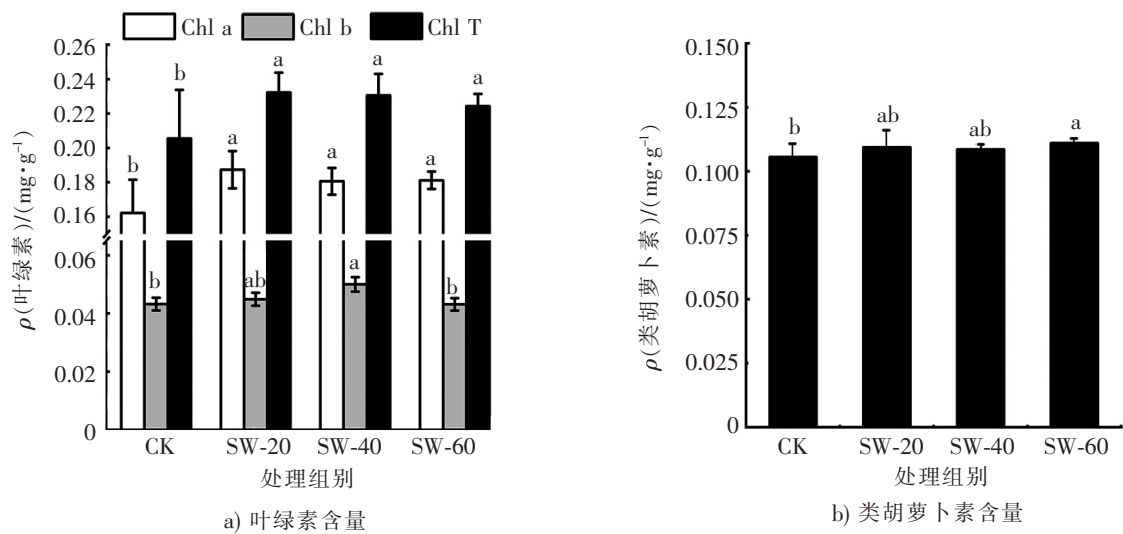 Chl a Chl b Chl T
0.26
0.24
0.22
0.20
0.18
0.16
0.06
0.04
0.02
0
ρ(叶绿素)/(mg·g⁻¹)
b b a a a a a a
b ab a b
CK SW-20 SW-40 SW-60
处理组别
a) 叶绿素含量
0.150
0.125
0.100
0.075
0.050
0.025
0
ρ(类胡萝卜素)/(mg·g⁻¹)
b ab ab a
CK SW-20 SW-40 SW-60
处理组别
b) 类胡萝卜素含量